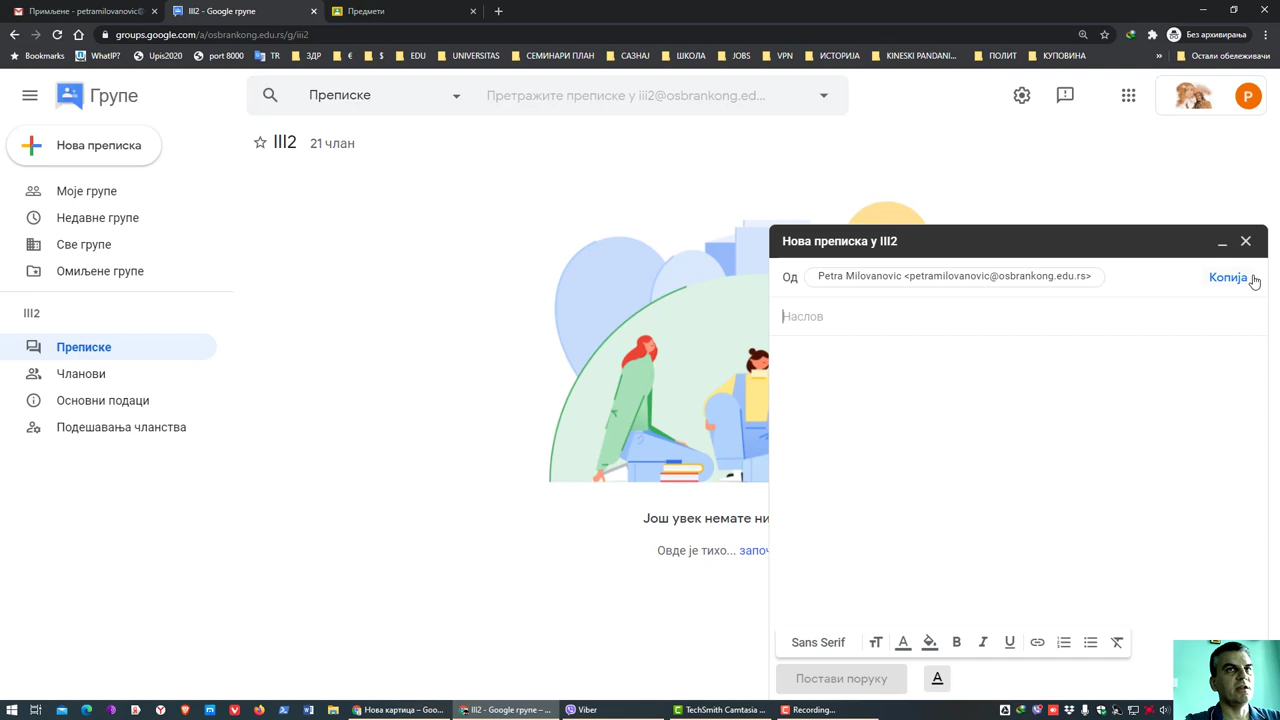 Примљене - petramilovanovic@
III2 - Google групе
Предмети
groups.google.com/a/osbrankong.edu.rs/g/iii2
Без архивирања
Bookmarks
WhatIP?
Upis2020
port 8000
TR
ЗДР
€
$
EDU
UNIVERSITAS
СЕМИНАРИ ПЛАН
САЗНАЈ
ШКОЛА
JOBS
VPN
ИСТОРИЈА
KINESKI PANDANI...
ПОЛИТ
КУПОВИНА
»
Остали обележивачи
Групе
Преписке
Претражите преписке у iii2@osbrankong.ed...
P
Нова преписка
III2 21 члан
Моје групе
Недавне групе
Све групе
Омиљене групе
III2
Преписке
Чланови
Основни подаци
Подешавања чланства
Још увек немате ни
Овде је тихо... започ
Нова преписка у III2
Од Petra Milovanovic <petramilovanovic@osbrankong.edu.rs> Копија
Наслов
Sans Serif
Постави поруку
Нова картица – Goo...
III2 - Google групе – ...
Viber
TechSmith Camtasia
Recording...